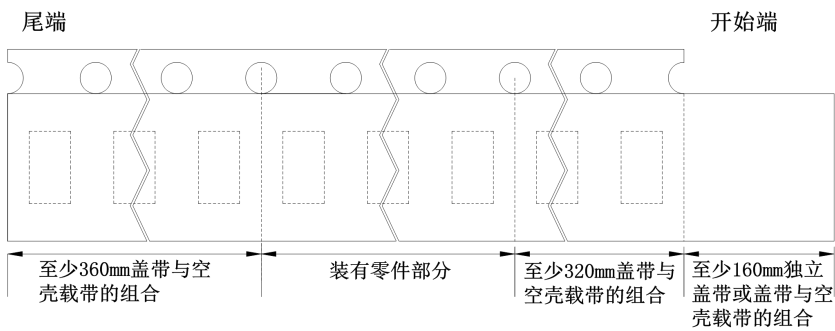 尾端
开始端
至少360mm盖带与空
壳载带的组合
装有零件部分
至少320mm盖带与
空壳载带的组合
至少160mm独立
盖带或盖带与空
壳载带的组合